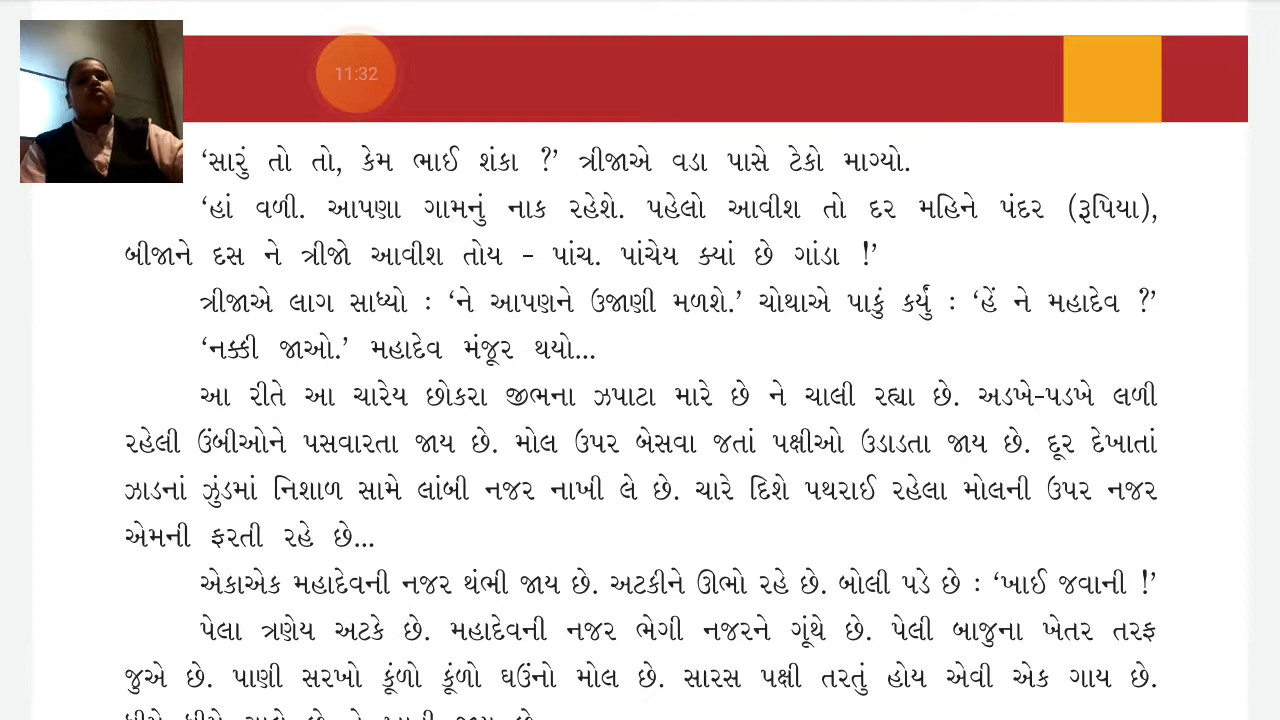 11:32
‘સારું તો તો, કેમ ભાઈ શંકા ?’ ત્રીજાએ વડા પાસે ટેકો માગ્યો.
‘હાં વળી. આપણા ગામનું નાક રહેશે. પહેલો આવીશ તો દર મહિને પંદર (રૂપિયા),
બીજાને દસ ને ત્રીજો આવીશ તોય - પાંચ. પાંચેય ક્યાં છે ગાંડા !’
ત્રીજાએ લાગ સાધ્યો : ‘ને આપણને ઉજાણી મળશે.’ ચોથાએ પાકું કર્યું : ‘હેં ને મહાદેવ ?’
‘નક્કી જાઓ.’ મહાદેવ મંજૂર થયો...
આ રીતે આ ચારેય છોકરા જીભના ઝપાટા મારે છે ને ચાલી રહ્યા છે. અડખે-પડખે લળી
રહેલી ઉંબીઓને પસવારતા જાય છે. મોલ ઉપર બેસવા જતાં પક્ષીઓ ઉડાડતા જાય છે. દૂર દેખાતાં
ઝાડનાં ઝુંડમાં નિશાળ સામે લાંબી નજર નાખી લે છે. ચારે દિશે પથરાઈ રહેલા મોલની ઉપર નજર
એમની ફરતી રહે છે...
એકાએક મહાદેવની નજર થંભી જાય છે. અટકીને ઊભો રહે છે. બોલી પડે છે : ‘ખાઈ જવાની !’
પેલા ત્રણેય અટકે છે. મહાદેવની નજર ભેગી નજરને ગૂંથે છે. પેલી બાજુના ખેતર તરફ
જુએ છે. પાણી સરખો કૂંળો કૂંળો ઘઉંનો મોલ છે. સારસ પક્ષી તરતું હોય એવી એક ગાય છે.